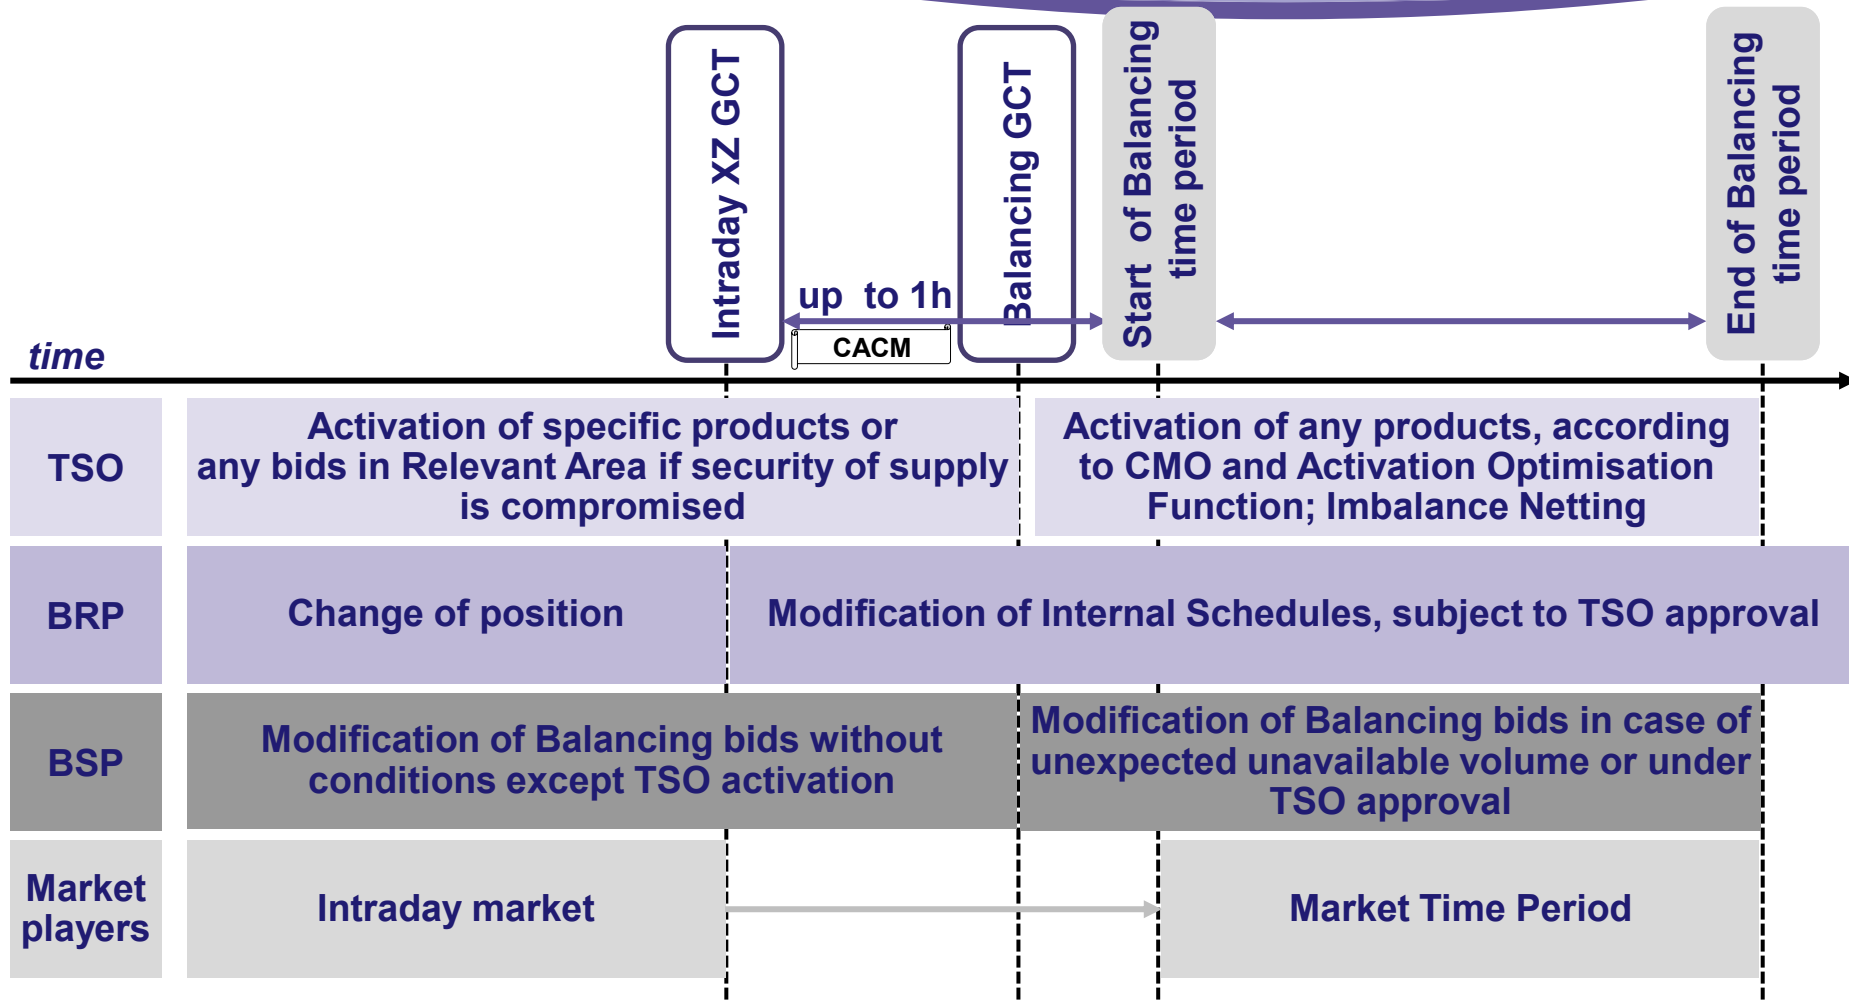 Intraday XZ GCT
Balancing GCT
Start of Balancing
time period
End of Balancing
time period
up to 1h
CACM
time
TSO
Activation of specific products or
any bids in Relevant Area if security of supply
is compromised
Activation of any products, according
to CMO and Activation Optimisation
Function; Imbalance Netting
BRP
Change of position
Modification of Internal Schedules, subject to TSO approval
BSP
Modification of Balancing bids without
conditions except TSO activation
Modification of Balancing bids in case of
unexpected unavailable volume or under
TSO approval
Market
players
Intraday market
Market Time Period